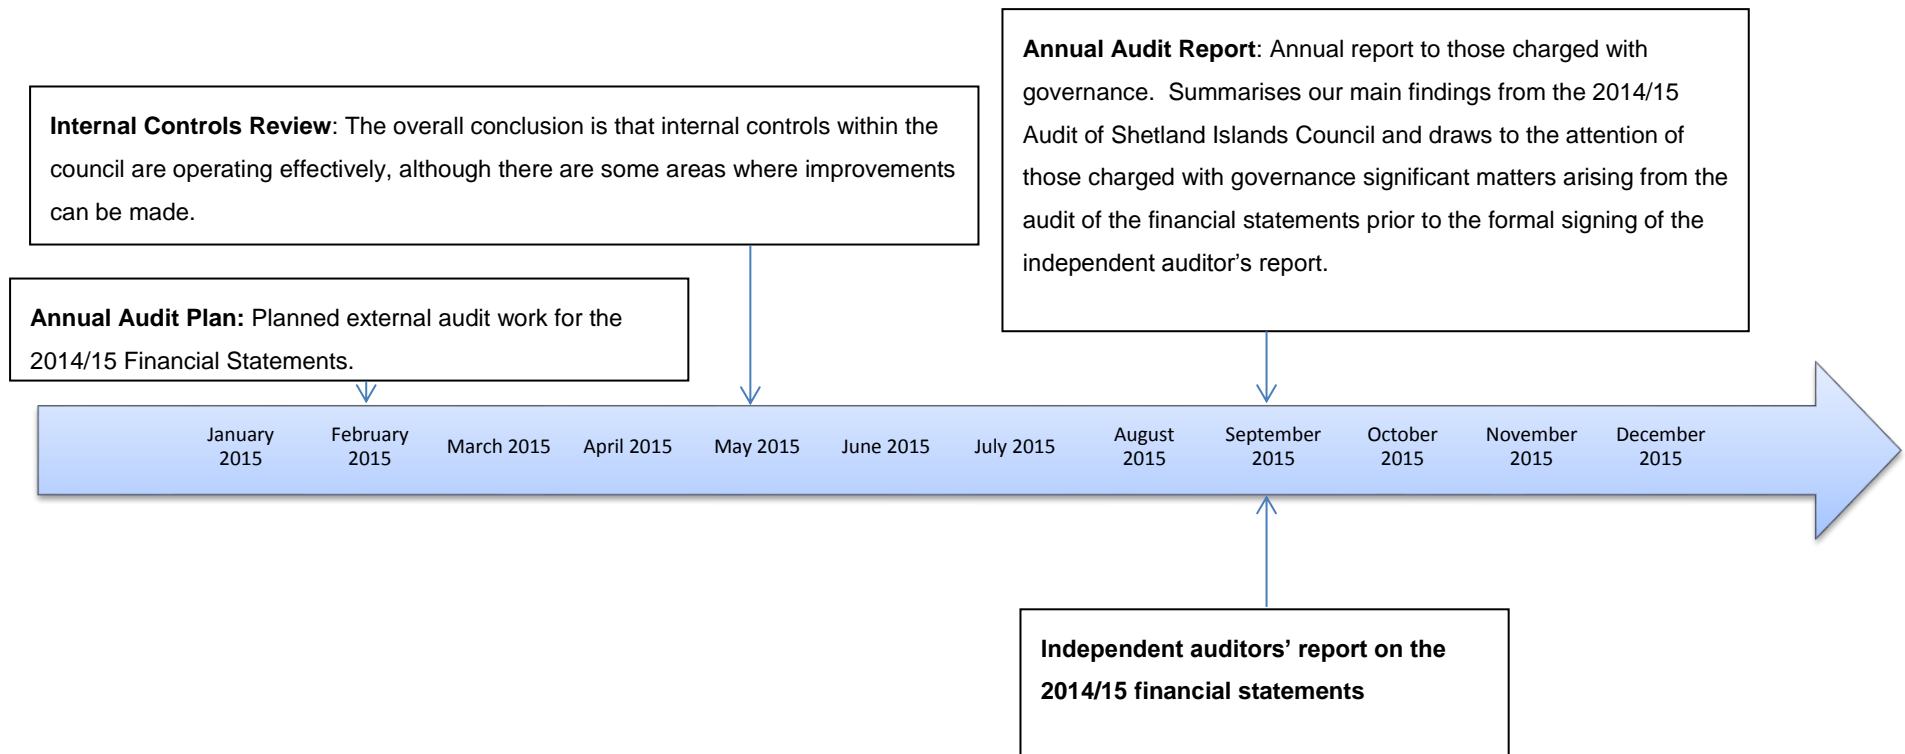 Annual Audit Report: Annual report to those charged with
governance.  Summarises our main findings from the 2014/15
Audit of Shetland Islands Council and draws to the attention of
those charged with governance significant matters arising from the
audit of the financial statements prior to the formal signing of the
independent auditor’s report.
Internal Controls Review: The overall conclusion is that internal controls within the
council are operating effectively, although there are some areas where improvements
can be made.
Annual Audit Plan: Planned external audit work for the
2014/15 Financial Statements.
January
2015
February
2015
March 2015
April 2015
May 2015
June 2015
July 2015
August
2015
September
2015
October
2015
November
2015
December
2015
Independent auditors’ report on the
2014/15 financial statements